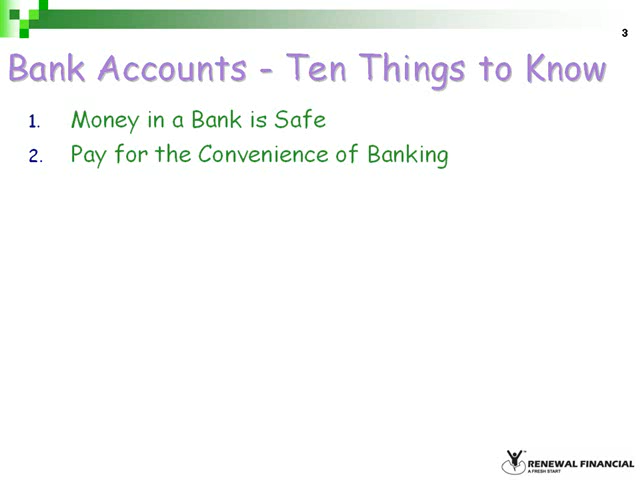 3
Bank Accounts - Ten Things to Know
1. Money in a Bank is Safe
2. Pay for the Convenience of Banking
RENEWAL FINANCIAL
A FRESH START